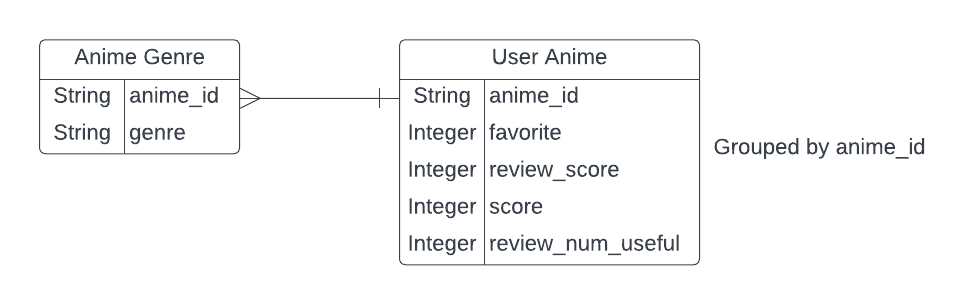 Anime Genre
String anime_id
String genre
User Anime
String anime_id
Integer favorite
Integer review_score
Integer score
Integer review_num_useful
Grouped by anime_id